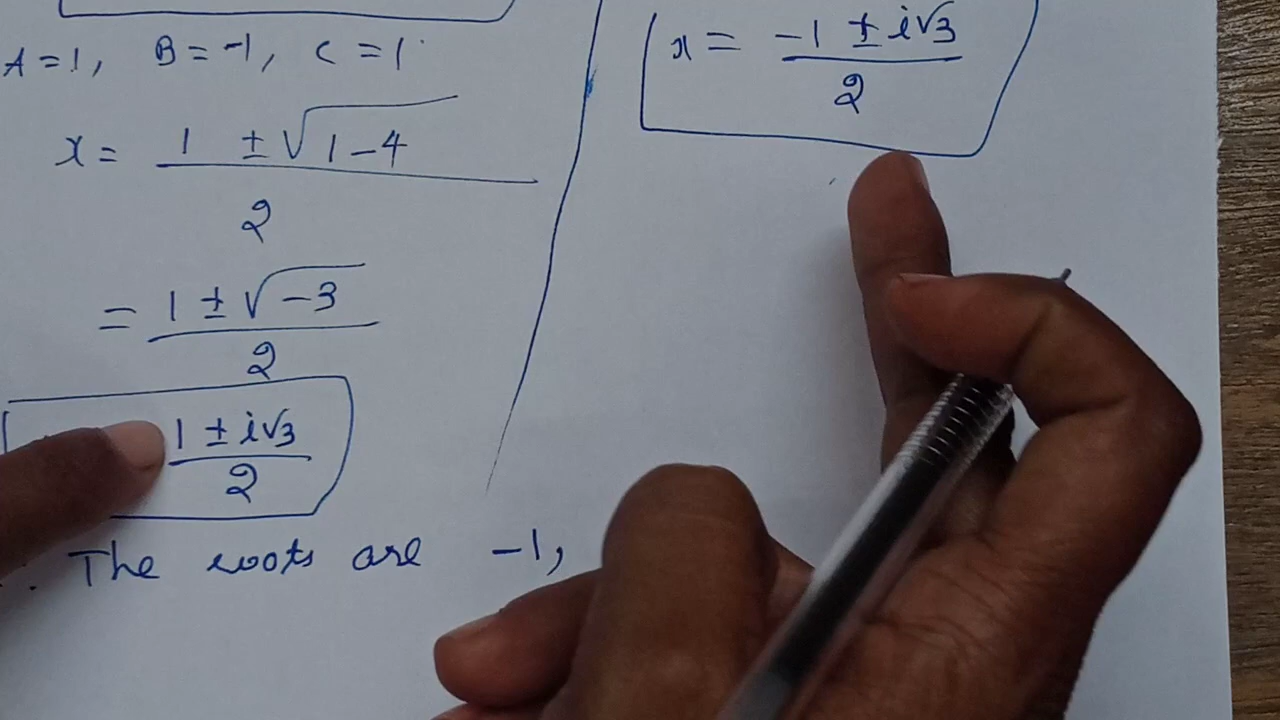 A = 1, B = -1, C = 1
x = 1 ± √1-4
2
= 1 ± √-3
2
1 ± i√3
2
The roots are -1,
x = -1 ± i√3
2